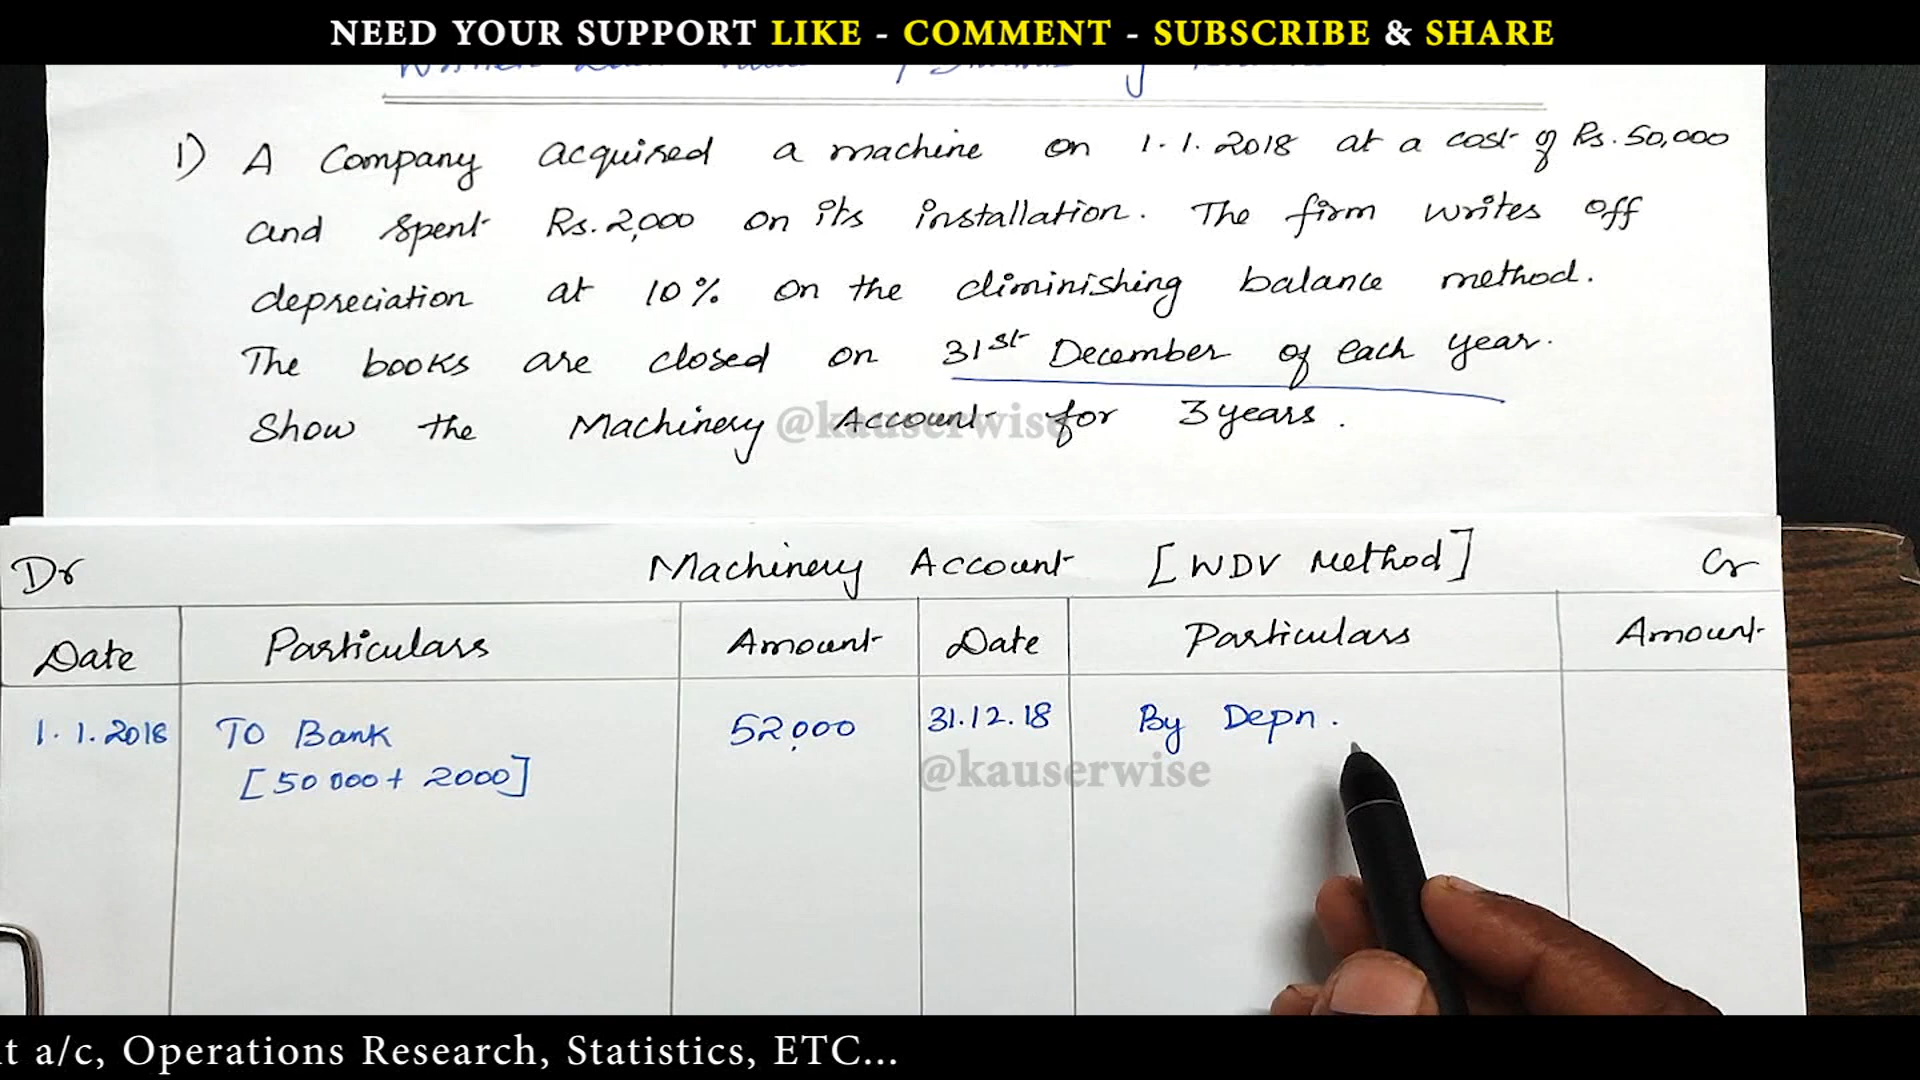 NEED YOUR SUPPORT LIKE - COMMENT - SUBSCRIBE & SHARE
1) A Company acquired a machine on 1.1.2018 at a cost of Rs.50,000
and spent Rs.2,000 on its installation. The firm writes off
depreciation at 10% on the diminishing balance method.
The books are closed on 31st December of each year.
Show the Machinery Account for 3 years.
@kauserwise
Dr Machinery Account [WDV Method] Cr
Date Particulars Amount Date Particulars Amount
1.1.2018 To Bank 52,000 31.12.18 By Depn.
[50000+ 2000]
@kauserwise
t a/c, Operations Research, Statistics, ETC...